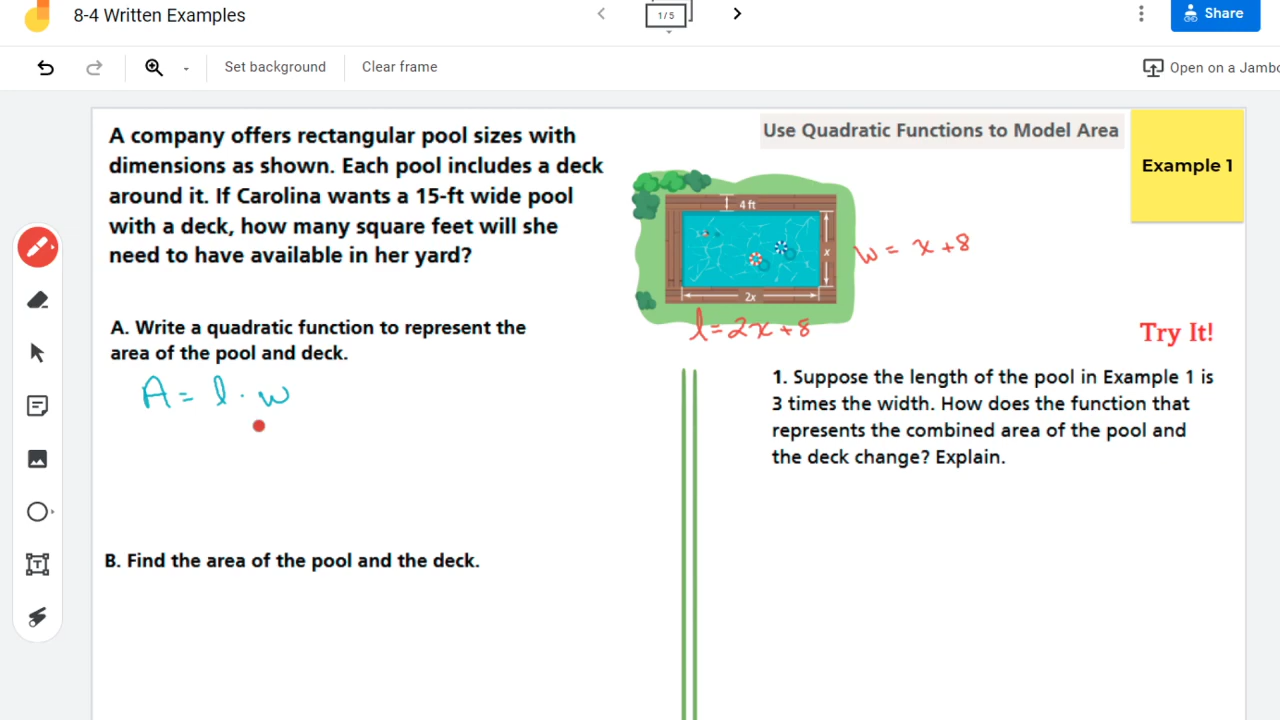 8-4 Written Examples
1 / 5
Share
Set background
Clear frame
Open on a Jambo
A company offers rectangular pool sizes with
dimensions as shown. Each pool includes a deck
around it. If Carolina wants a 15-ft wide pool
with a deck, how many square feet will she
need to have available in her yard?
Use Quadratic Functions to Model Area
Example 1
4 ft
x
2x
w = x + 8
l = 2x + 8
A. Write a quadratic function to represent the
area of the pool and deck.
A = l · w
B. Find the area of the pool and the deck.
Try It!
1. Suppose the length of the pool in Example 1 is
3 times the width. How does the function that
represents the combined area of the pool and
the deck change? Explain.